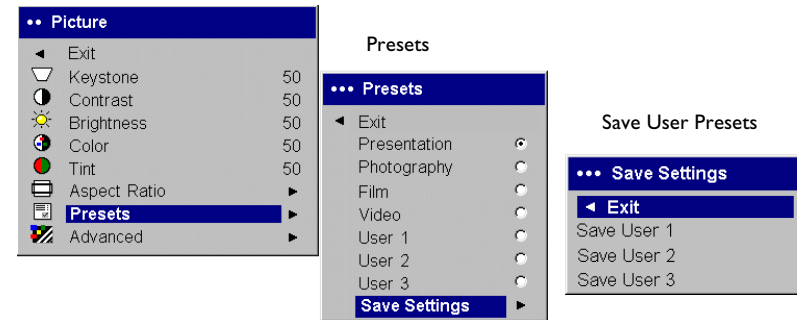 •• Picture
Exit
Keystone 50
Contrast 50
Brightness 50
Color 50
Tint 50
Aspect Ratio
Presets
Advanced
Presets
••• Presets
Exit
Presentation
Photography
Film
Video
User 1
User 2
User 3
Save Settings
Save User Presets
••• Save Settings
Exit
Save User 1
Save User 2
Save User 3